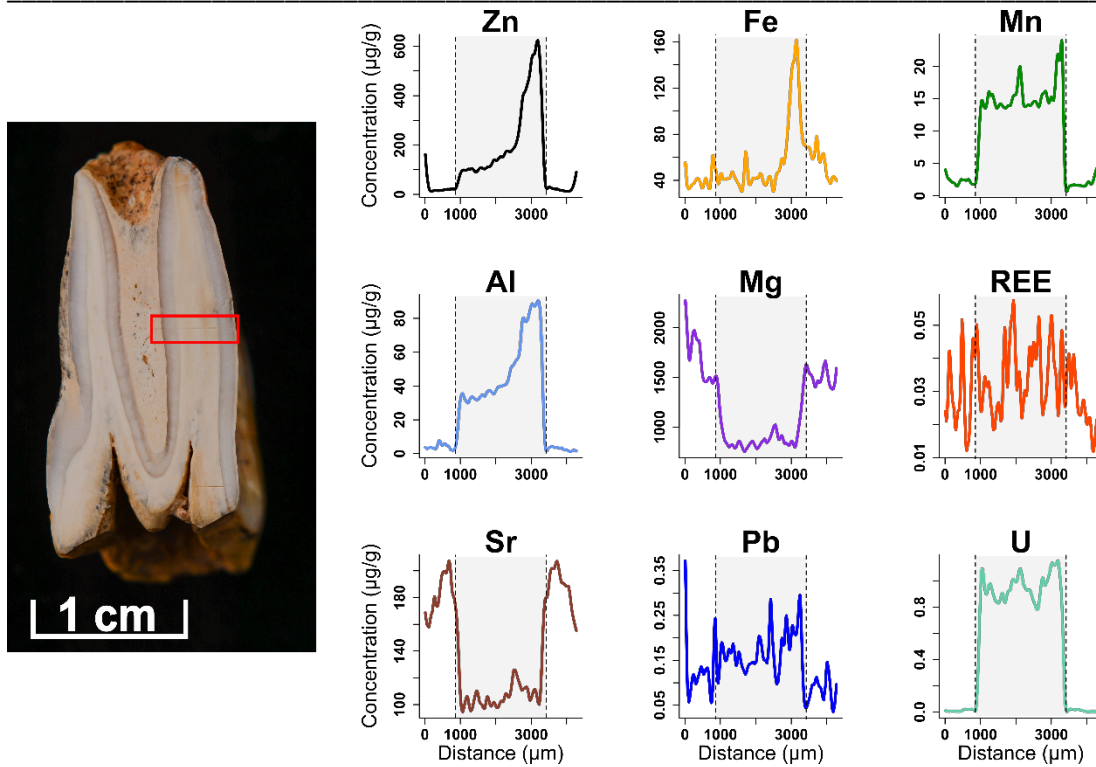 Zn
Fe
Mn
Concentration (µg/g)
0
100
200
400
600
40
80
120
160
0
5
10
15
20
0 1000 3000
0 1000 3000
0 1000 3000
Al
Mg
REE
Concentration (µg/g)
0
20
40
60
80
1000
1500
2000
0.01
0.03
0.05
0 1000 3000
0 1000 3000
0 1000 3000
Sr
Pb
U
Concentration (µg/g)
100
140
180
0.05
0.15
0.25
0.35
0.0
0.4
0.8
0 1000 3000
0 1000 3000
0 1000 3000
Distance (µm)
Distance (µm)
Distance (µm)
1 cm